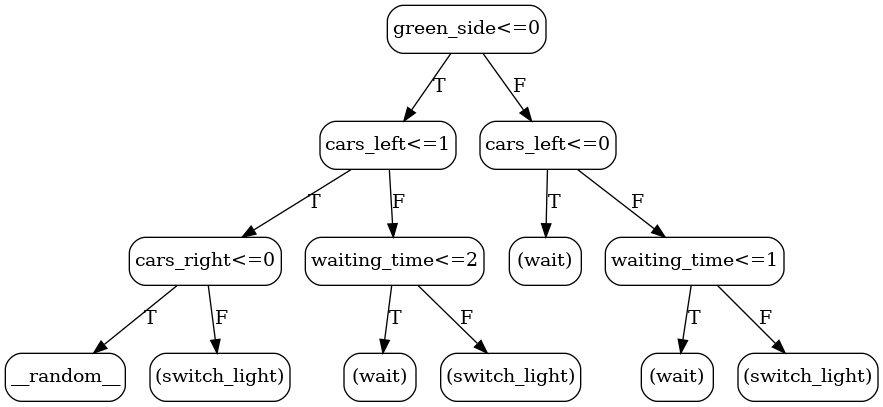 green_side<=0
T
F
cars_left<=1
cars_left<=0
T
F
T
F
cars_right<=0
waiting_time<=2
(wait)
waiting_time<=1
T
F
T
F
T
F
__random__
(switch_light)
(wait)
(switch_light)
(wait)
(switch_light)